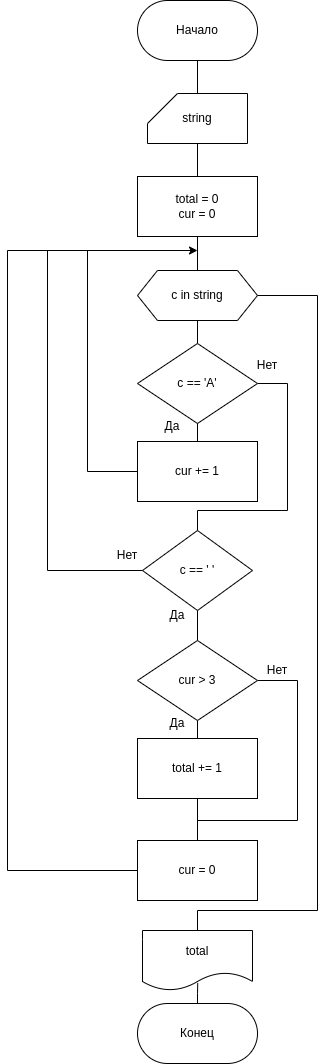 Начало
string
total = 0
cur = 0
c in string
c == 'A'
Нет
Да
cur += 1
c == ' '
Нет
Да
cur > 3
Нет
Да
total += 1
cur = 0
total
Конец